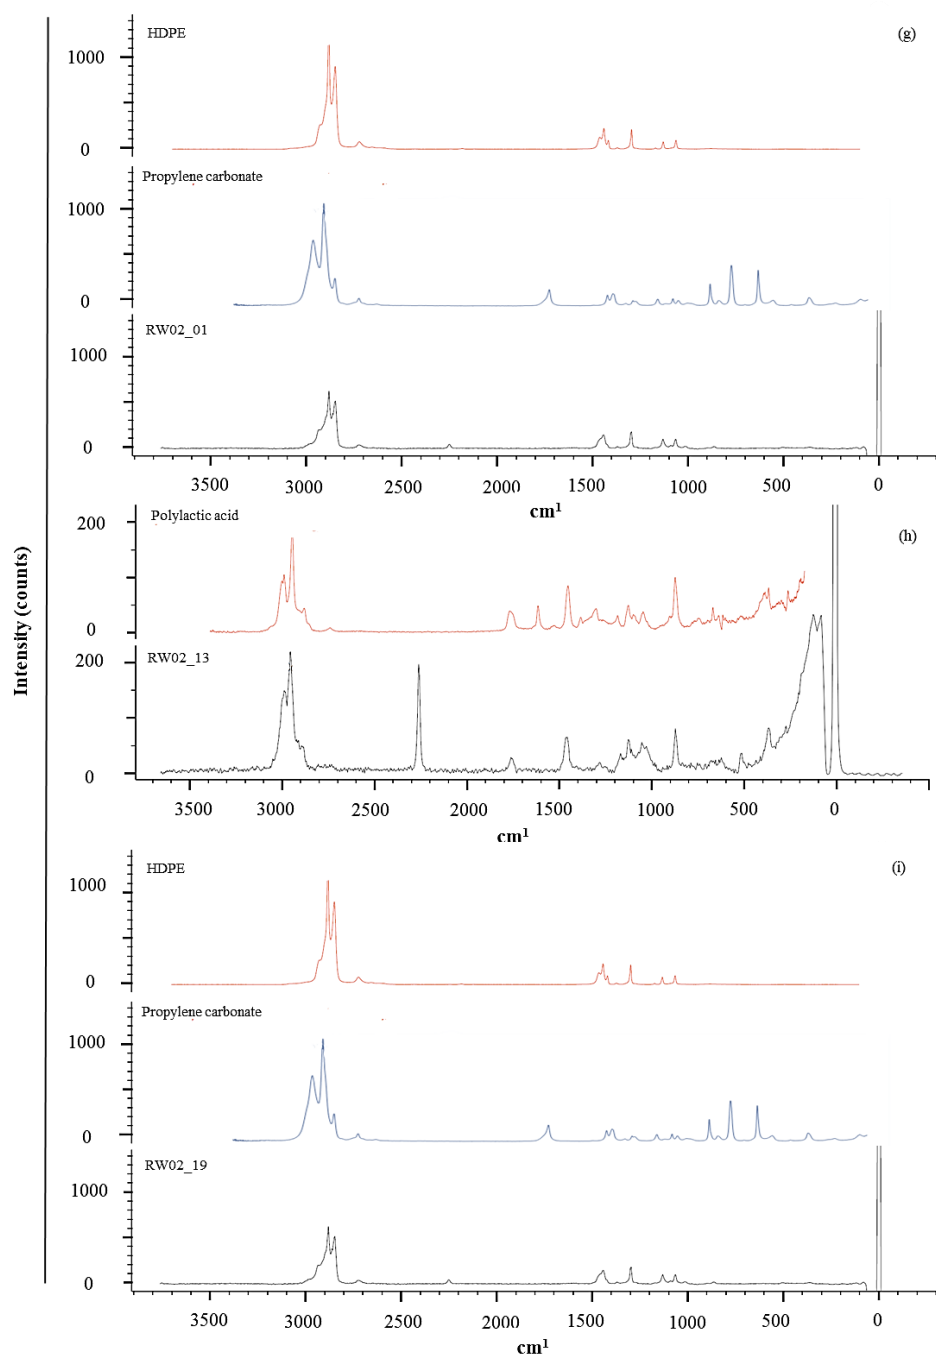 HDPE
(g)
1000
0
Propylene carbonate
1000
0
RW02_01
1000
0
3500 3000 2500 2000 1500 1000 500 0
cm1
Polylactic acid
(h)
200
0
RW02_13
200
0
3500 3000 2500 2000 1500 1000 500 0
cm1
Intensity (counts)
HDPE
(i)
1000
0
Propylene carbonate
1000
0
RW02_19
1000
0
3500 3000 2500 2000 1500 1000 500 0
cm1